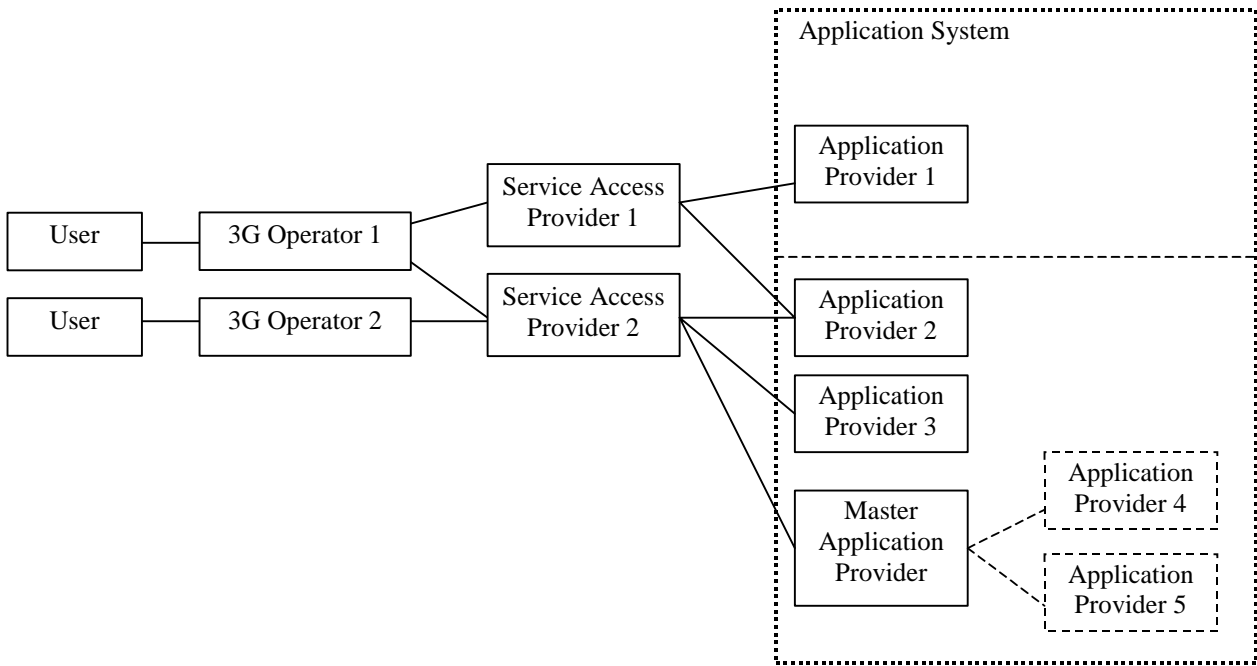 Application System
Application
Provider 1
Service Access
Provider 1
User
3G Operator 1
Service Access
Provider 2
User
3G Operator 2
Application
Provider 2
Application
Provider 3
Master
Application
Provider
Application
Provider 4
Application
Provider 5